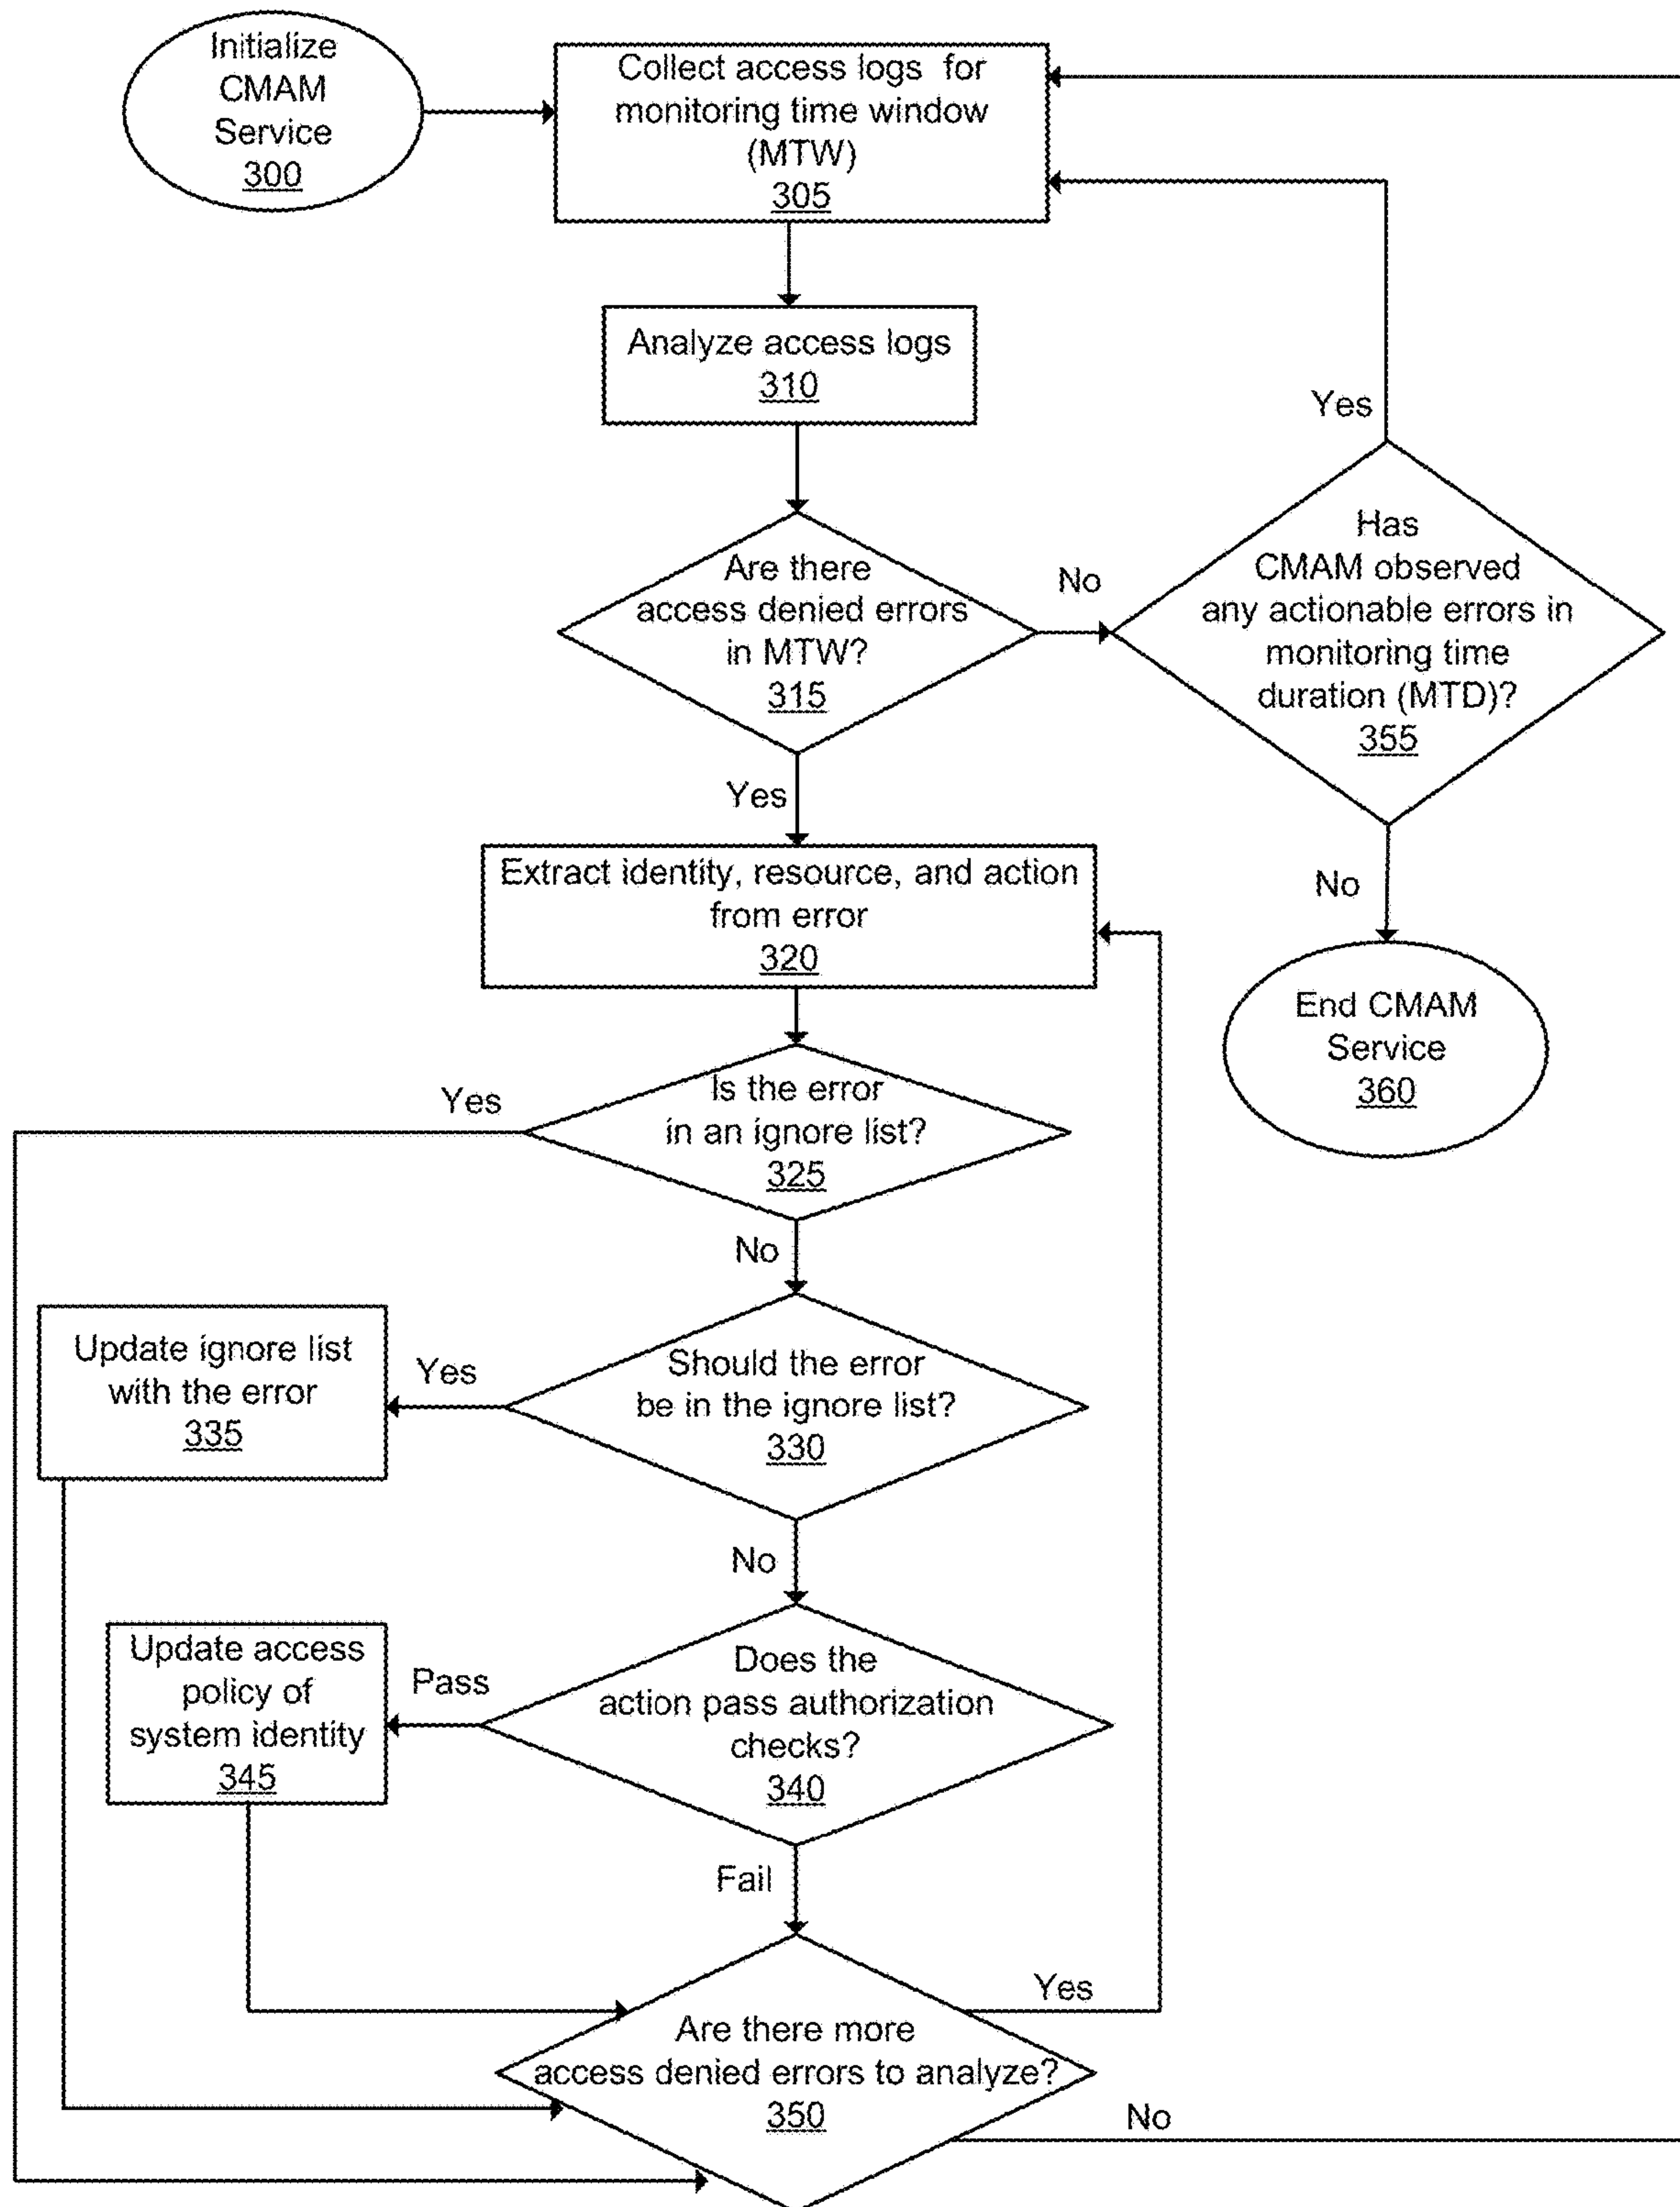 Initialize
CMAM
Service
300
Collect access logs for
monitoring time window
(MTW)
305
Analyze access logs
310
Yes
Are there
access denied errors
in MTW?
315
No
Has
CMAM observed
any actionable errors in
monitoring time
duration (MTD)?
355
Yes
No
Extract identity, resource, and action
from error
320
End CMAM
Service
360
Yes
Is the error
in an ignore list?
325
No
Update ignore list
with the error
335
Yes
Should the error
be in the ignore list?
330
No
Update access
policy of
system identity
345
Pass
Does the
action pass authorization
checks?
340
Fail
Yes
Are there more
access denied errors to analyze?
350
No